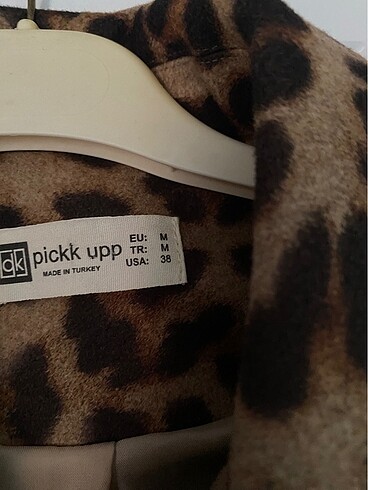 pk pickk upp
MADE IN TURKEY
EU: M
TR: M
USA: 38